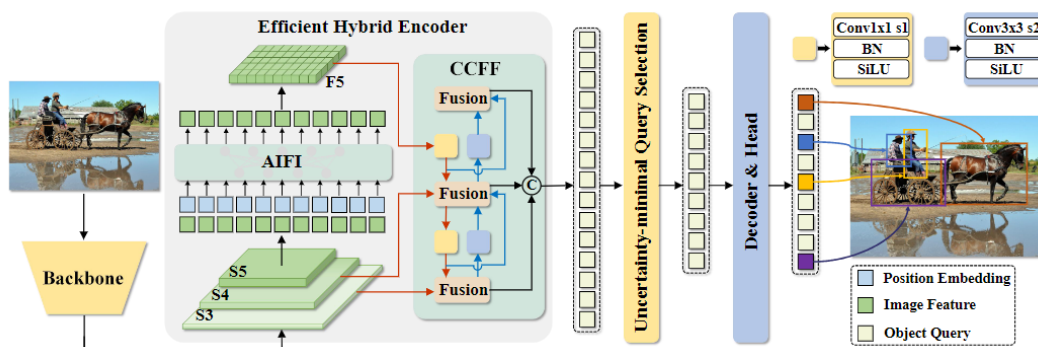 Efficient Hybrid Encoder
F5
CCFF
Fusion
AIFI
Fusion
Fusion
C
S5
S4
S3
Backbone
Uncertainty-minimal Query Selection
Decoder & Head
Conv1x1 s1
BN
SiLU
Conv3x3 s2
BN
SiLU
Position Embedding
Image Feature
Object Query